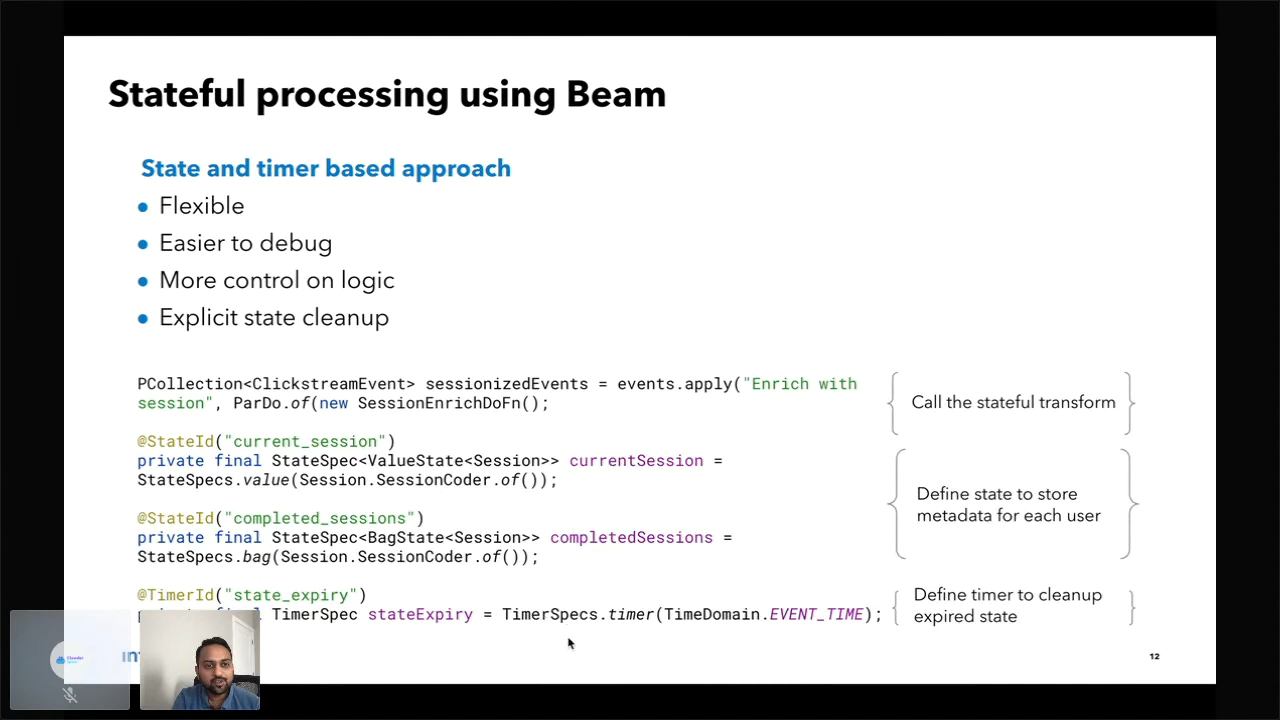 Stateful processing using Beam
State and timer based approach
Flexible
Easier to debug
More control on logic
Explicit state cleanup
PCollection<ClickstreamEvent> sessionizedEvents = events.apply("Enrich with
session", ParDo.of(new SessionEnrichDoFn();
Call the stateful transform
@StateId("current_session")
private final StateSpec<ValueState<Session>> currentSession =
StateSpecs.value(Session.SessionCoder.of());
@StateId("completed_sessions")
private final StateSpec<BagState<Session>> completedSessions =
StateSpecs.bag(Session.SessionCoder.of());
Define state to store
metadata for each user
@TimerId("state_expiry")
TimerSpec stateExpiry = TimerSpecs.timer(TimeDomain.EVENT_TIME);
Define timer to cleanup
expired state
12